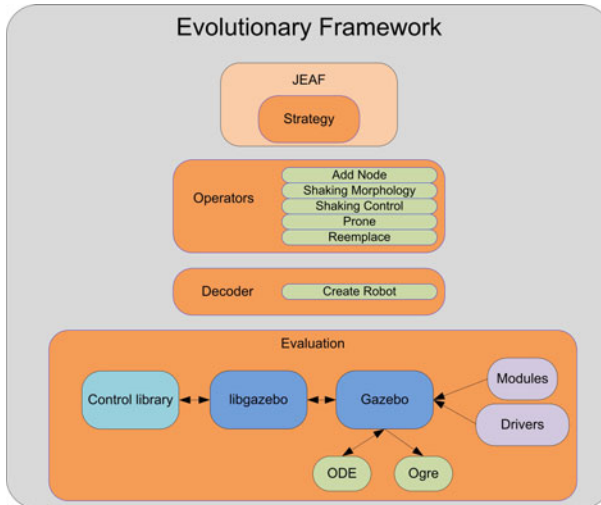 Evolutionary Framework
JEAF
Strategy
Operators
Add Node
Shaking Morphology
Shaking Control
Prone
Reemplace
Decoder
Create Robot
Evaluation
Control library
libgazebo
Gazebo
Modules
Drivers
ODE
Ogre